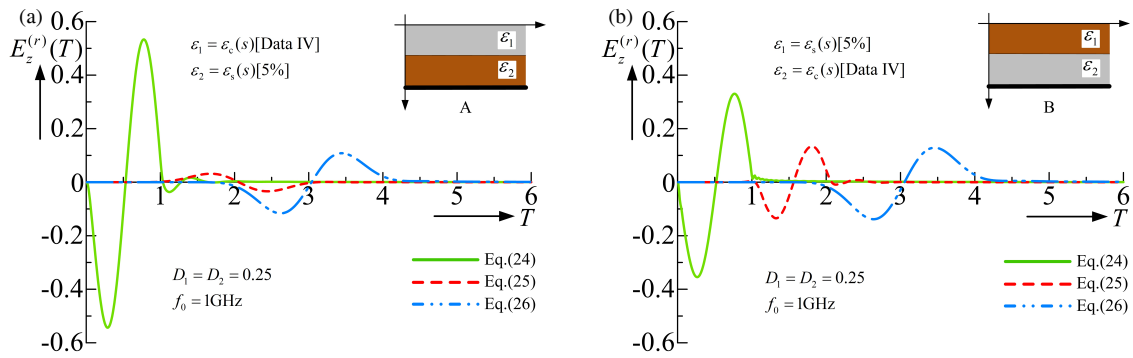 (a)
E_z^(r)(T)
0.6
0.4
0.2
0
-0.2
-0.4
-0.6
1 2 3 4 5 6
T
ε₁ = ε_c(s)[Data IV]
ε₂ = ε_s(s)[5%]
ε₁
ε₂
A
D₁ = D₂ = 0.25
f₀ = 1GHz
Eq.(24)
Eq.(25)
Eq.(26)
(b)
E_z^(r)(T)
0.6
0.4
0.2
0
-0.2
-0.4
-0.6
1 2 3 4 5 6
T
ε₁ = ε_s(s)[5%]
ε₂ = ε_c(s)[Data IV]
ε₁
ε₂
B
D₁ = D₂ = 0.25
f₀ = 1GHz
Eq.(24)
Eq.(25)
Eq.(26)